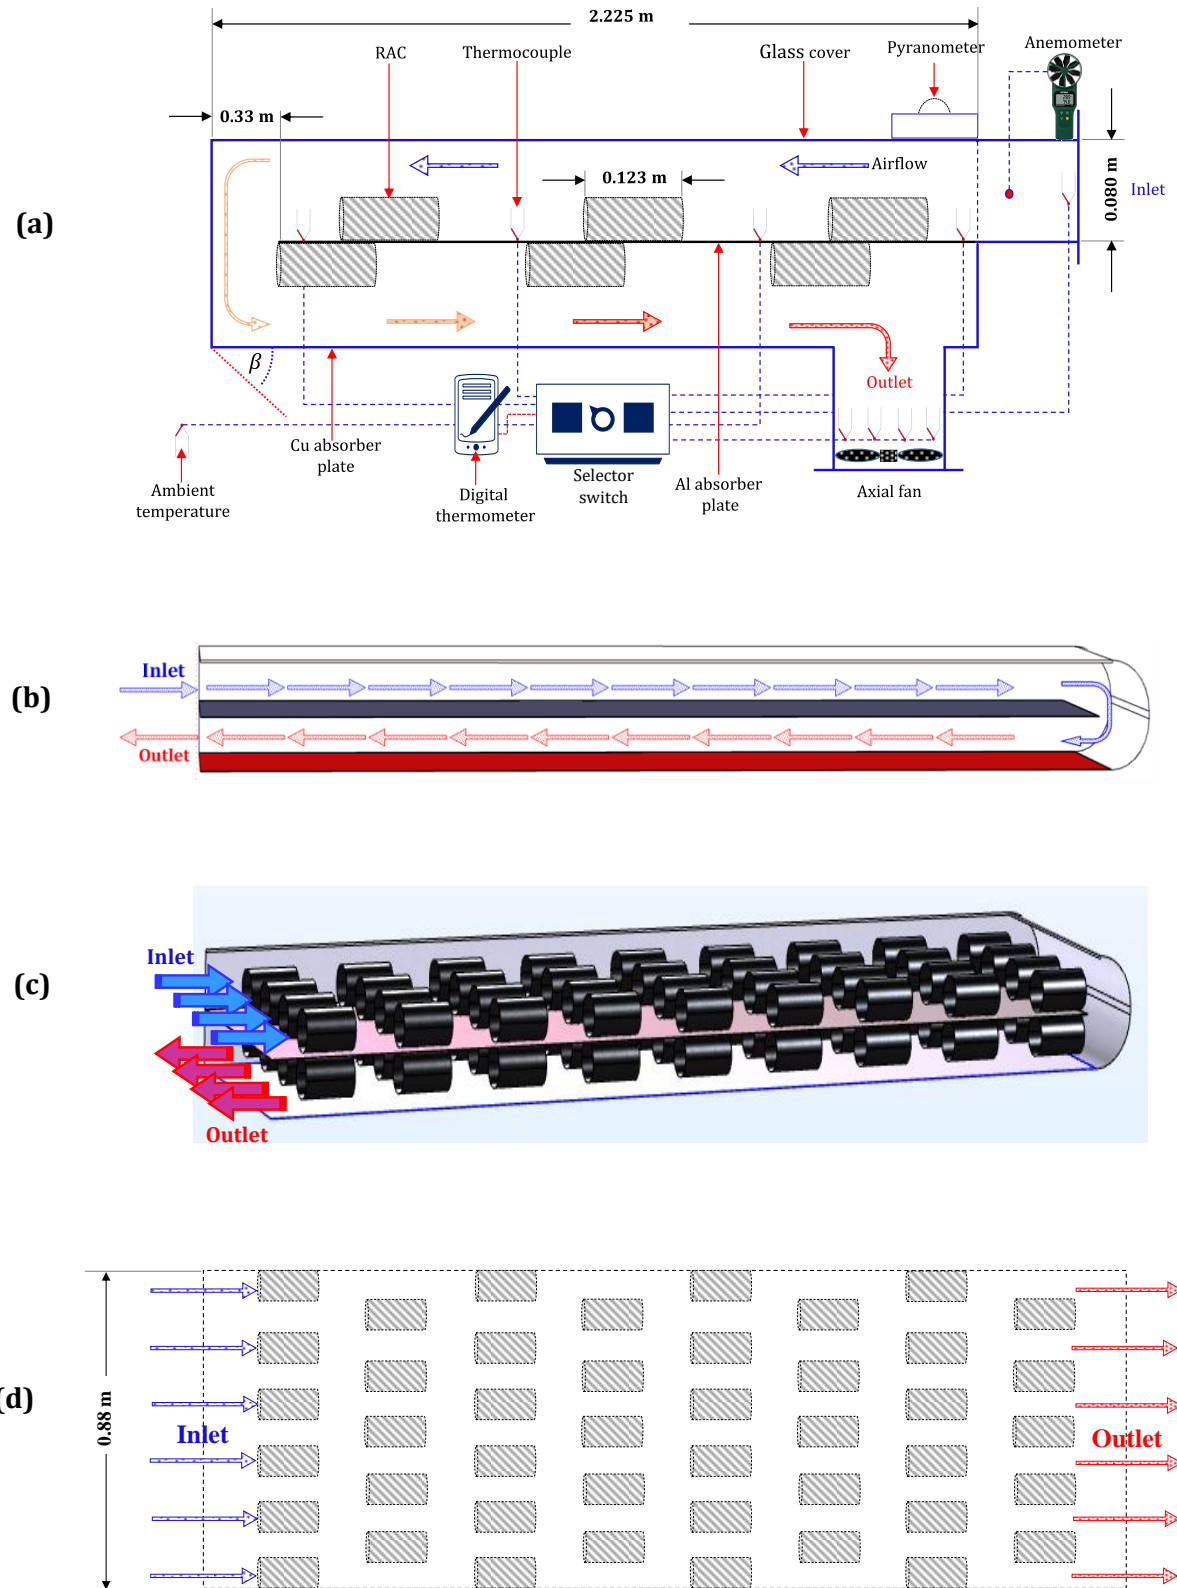 2.225 m
RAC
Thermocouple
Glass cover
Pyranometer
Anemometer
0.33 m
Airflow
0.123 m
0.080 m
Inlet
(a)
β
Outlet
Cu absorber
plate
Ambient
temperature
Digital
thermometer
Selector
switch
Al absorber
plate
Axial fan
(b)
Inlet
Outlet
(c)
Inlet
Outlet
(d)
0.88 m
Inlet
Outlet